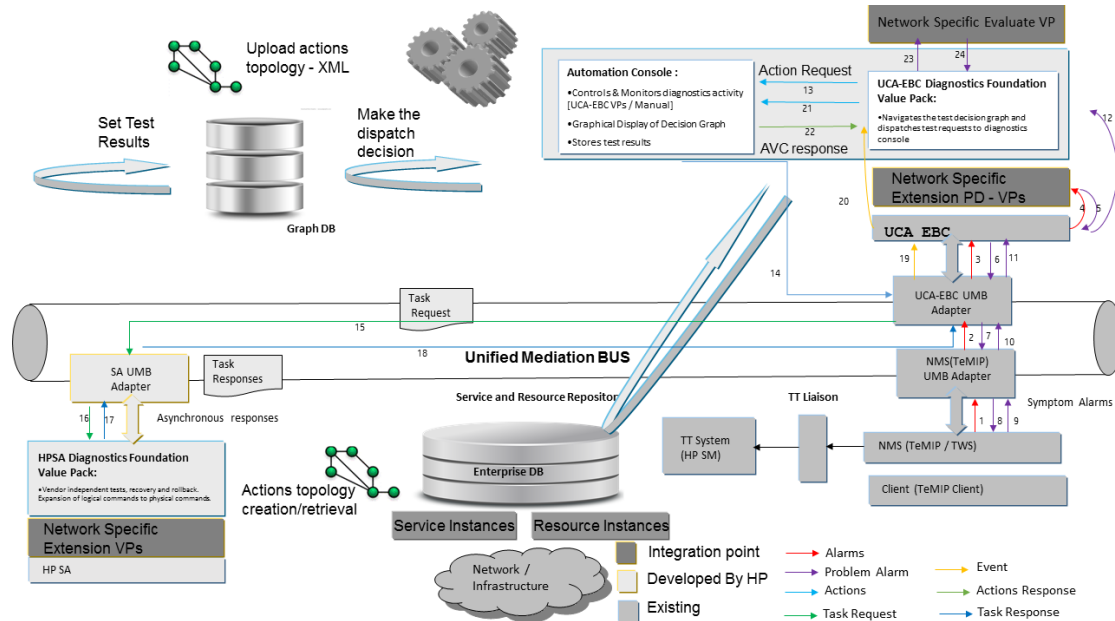 Upload actions
topology - XML
Set Test
Results
Make the
dispatch
decision
Graph DB
Network Specific Evaluate VP
23
24
Automation Console :
•Controls & Monitors diagnostics activity
[UCA-EBC VPs / Manual]
•Graphical Display of Decision Graph
•Stores test results
Action Request
13
21
22
AVC response
UCA-EBC Diagnostics Foundation
Value Pack:
•Navigates the test decision graph and
dispatches test requests to diagnostics
console
12
Network Specific
Extension PD - VPs
4
5
20
UCA EBC
19
3
6
11
14
UCA-EBC UMB
Adapter
Task
Request
15
18
2
7
10
Unified Mediation BUS
SA UMB
Adapter
Task
Responses
NMS(TeMIP)
UMB Adapter
16
17
Asynchronous responses
Service and Resource Repositor
TT Liaison
Symptom Alarms
1
8
9
HPSA Diagnostics Foundation
Value Pack:
•Vendor independent tests, recovery and rollback.
Expansion of logical commands to physical commands.
Enterprise DB
TT System
(HP SM)
NMS (TeMIP /
TWS)
Client (TeMIP Client)
Actions topology
creation/retrieval
Network Specific
Extension VPs
HP SA
Service Instances
Resource Instances
Network /
Infrastructure
Integration point
Developed By HP
Existing
Alarms
Problem Alarm
Actions
Task Request
Event
Actions Response
Task Response